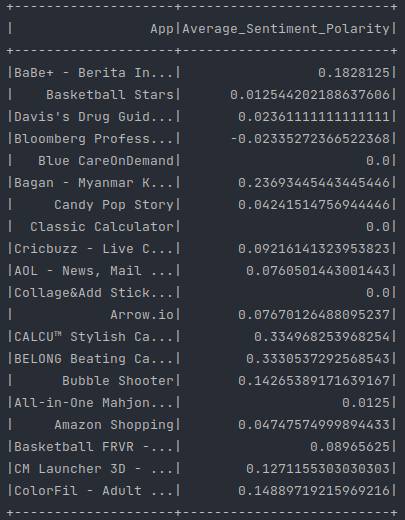 +--------------------+--------------------------+
|                 App|Average_Sentiment_Polarity|
+--------------------+--------------------------+
|BaBe+ - Berita In...|                 0.1828125|
|    Basketball Stars|      0.012544202188637606|
|Davis's Drug Guid...|       0.02361111111111111|
|Bloomberg Profess...|      -0.02335272366522368|
|   Blue CareOnDemand|                       0.0|
|Bagan - Myanmar K...|       0.23693445443445446|
|     Candy Pop Story|       0.04241514756944446|
|  Classic Calculator|                       0.0|
|Cricbuzz - Live C...|       0.09216141323953823|
|AOL - News, Mail ...|        0.0760501443001443|
|Collage&Add Stick...|                       0.0|
|            Arrow.io|       0.07670126488095237|
|CALCU™ Stylish Ca...|         0.334968253968254|
|BELONG Beating Ca...|        0.3330537292568543|
|      Bubble Shooter|       0.14265389171639167|
|All-in-One Mahjon...|                    0.0125|
|     Amazon Shopping|       0.04747574999894433|
|Basketball FRVR -...|                0.08965625|
|CM Launcher 3D - ...|        0.1271155303030303|
|ColorFil - Adult ...|       0.14889719215969216|
+--------------------+--------------------------+